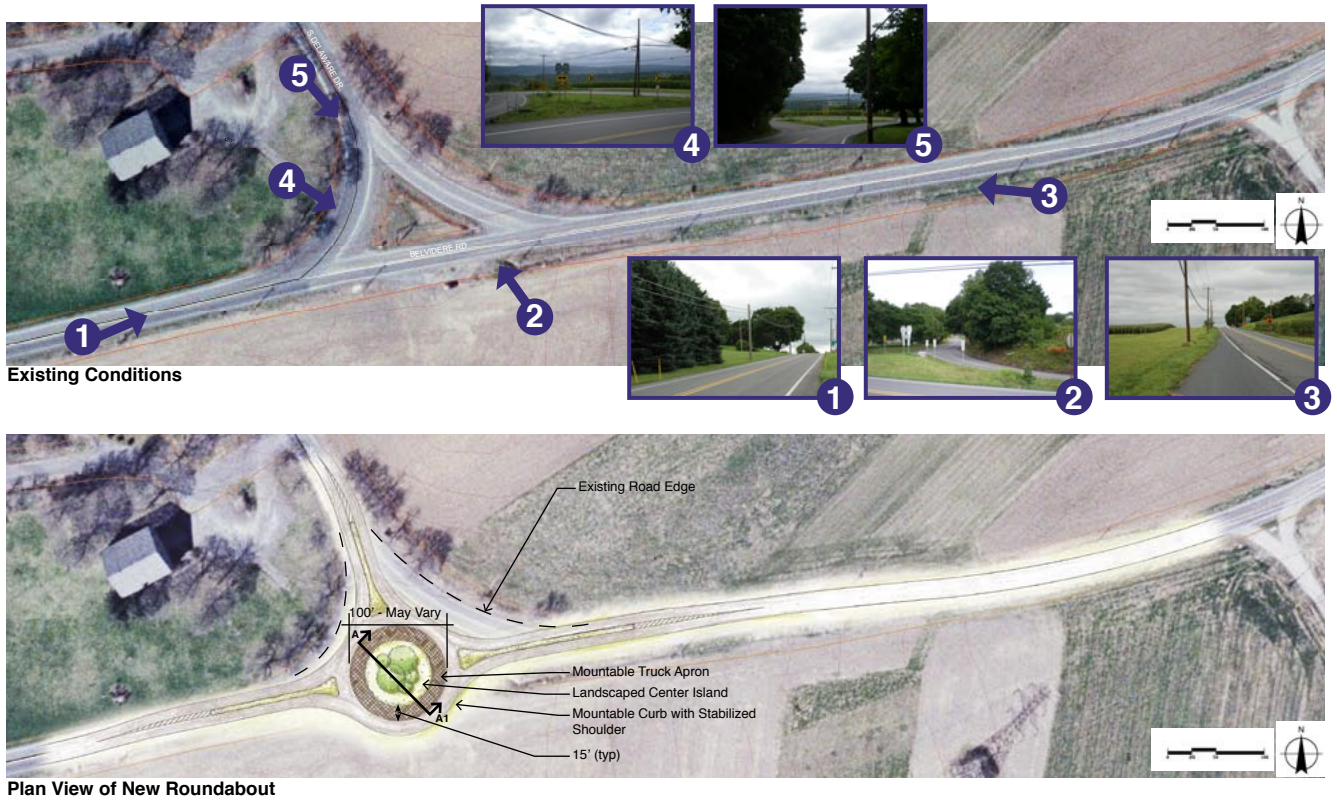 S. DELAWARE DR
5
4
1
BELVIDERE RD
2
3
4
5
N
1
2
3
Existing Conditions
Existing Road Edge
100' - May Vary
A
A1
Mountable Truck Apron
Landscaped Center Island
Mountable Curb with Stabilized
Shoulder
15' (typ)
N
Plan View of New Roundabout